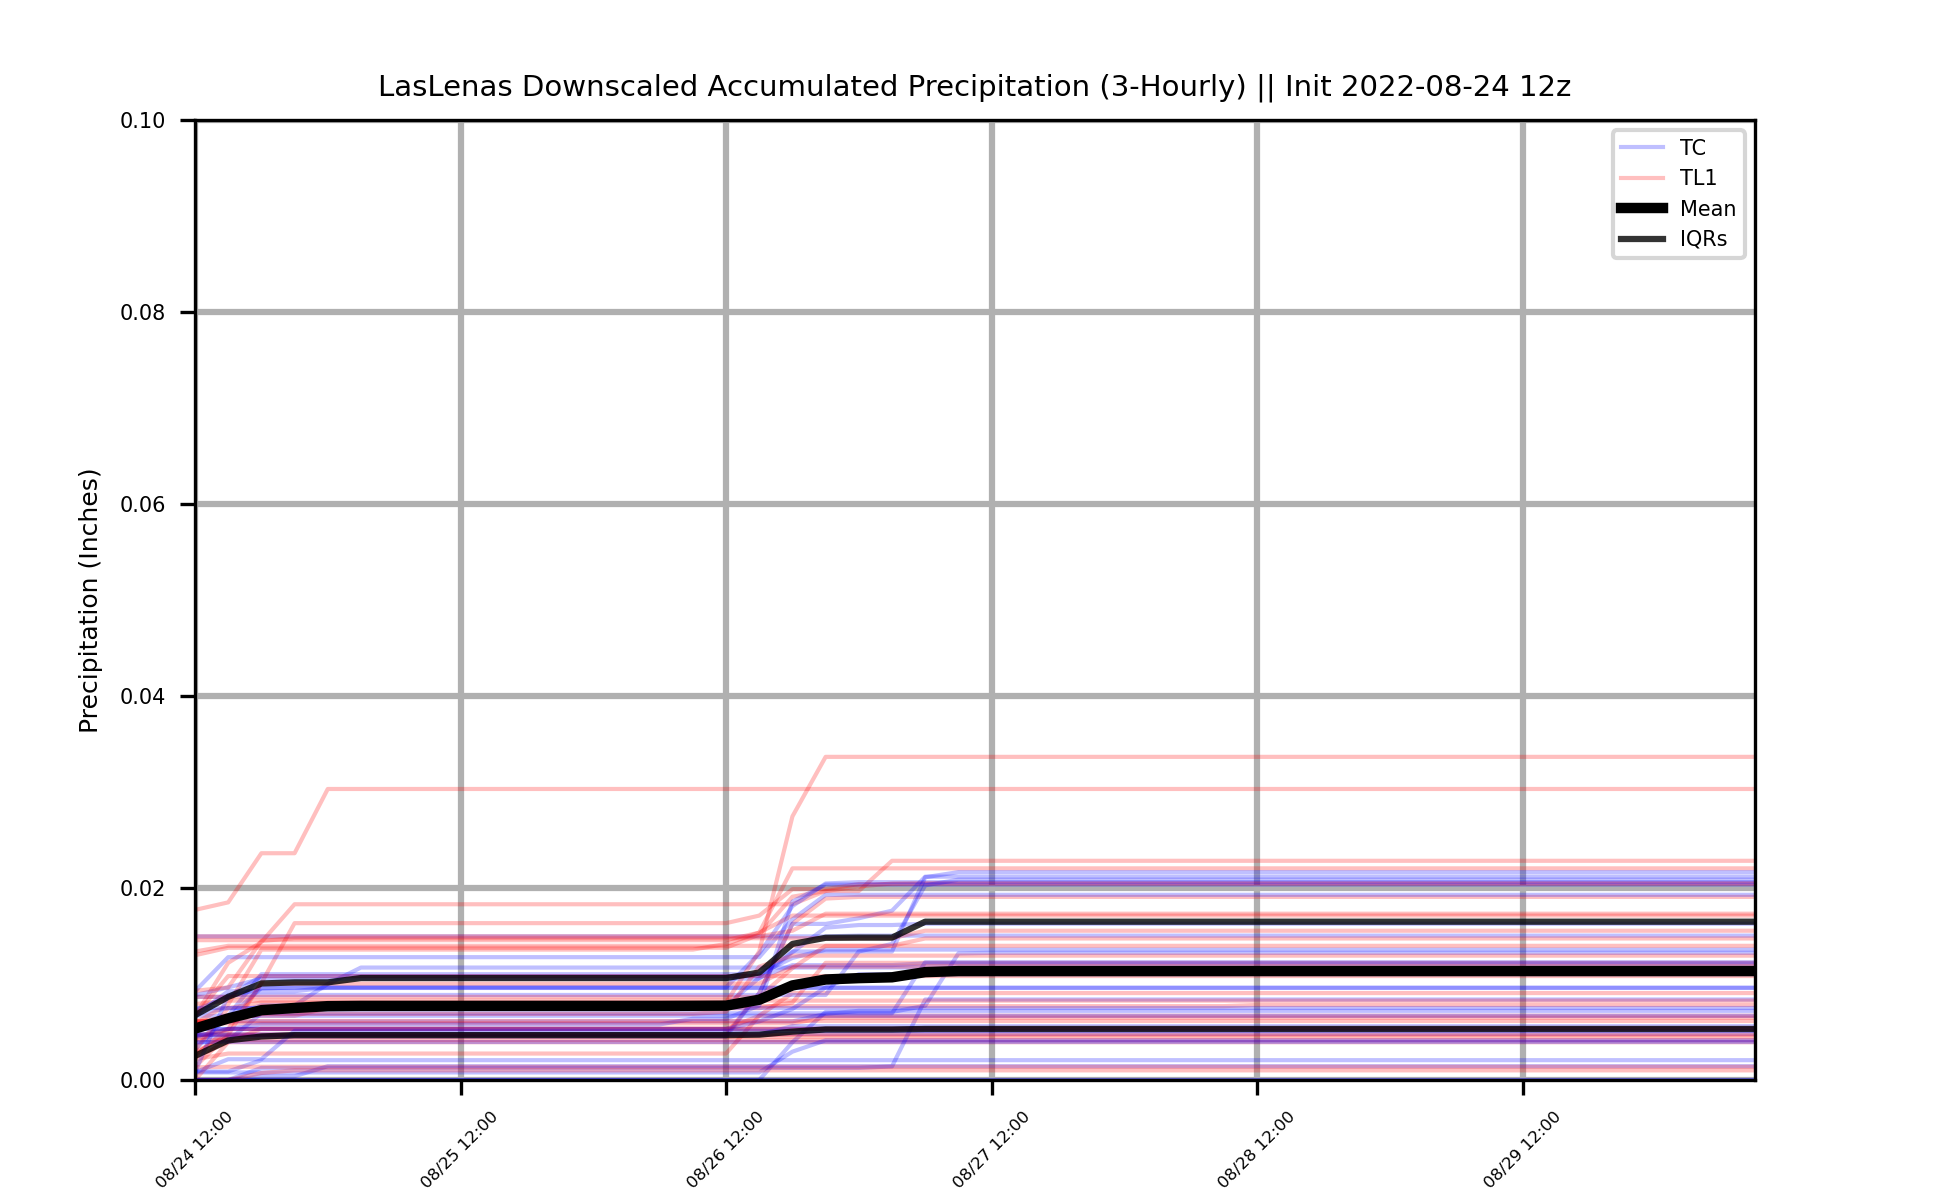 LasLenas Downscaled Accumulated Precipitation (3-Hourly) || Init 2022-08-24 12z
TC
TL1
Mean
IQRs
Precipitation (Inches)
0.10
0.08
0.06
0.04
0.02
0.00
08/24 12:00
08/25 12:00
08/26 12:00
08/27 12:00
08/28 12:00
08/29 12:00